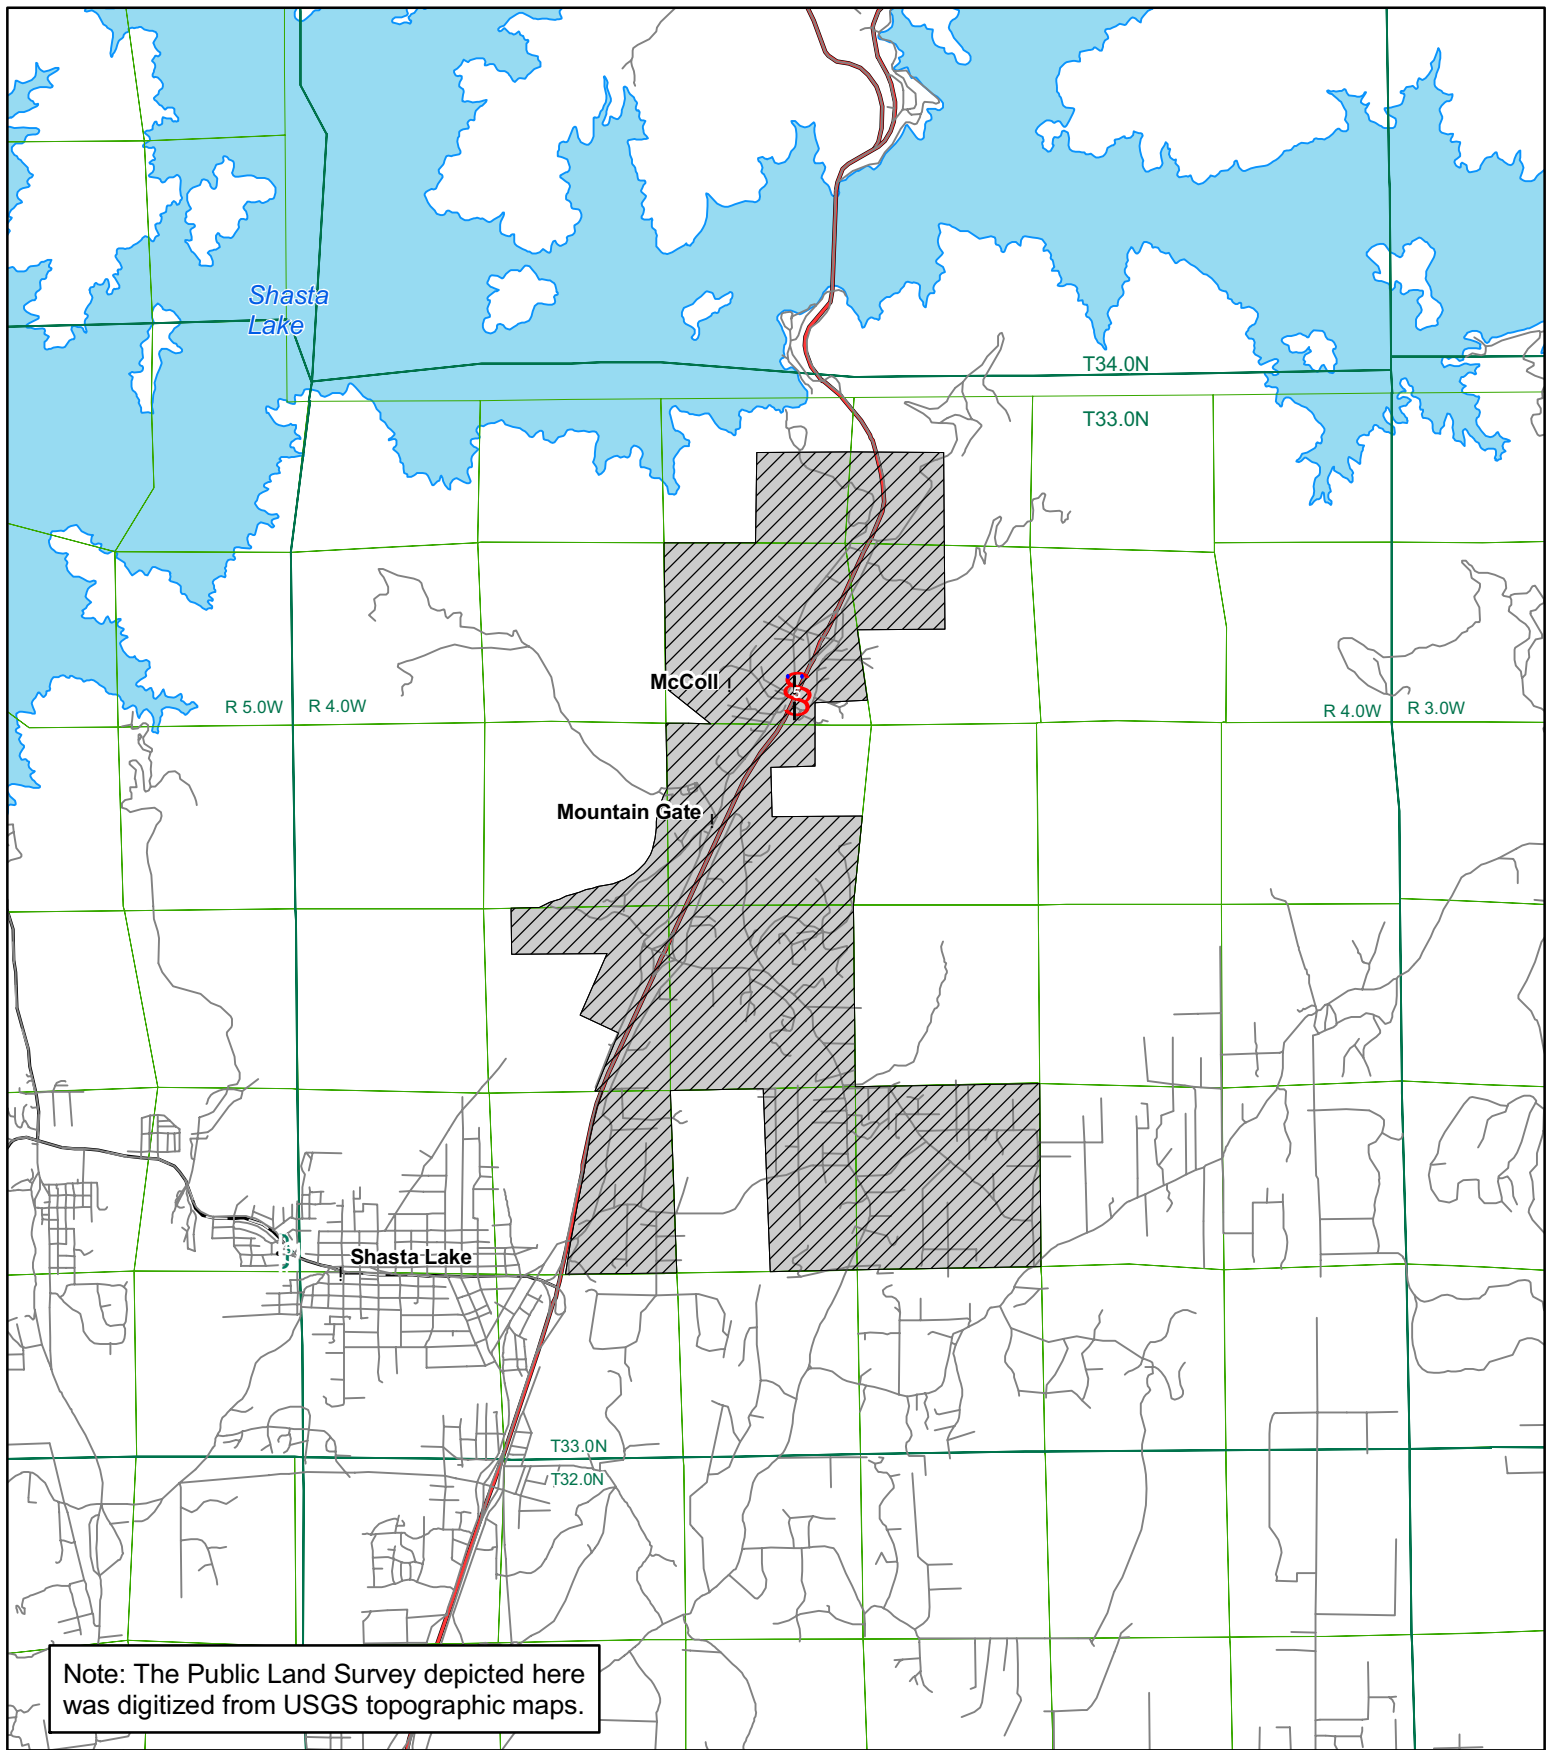 Shasta
Lake
T34.0N
T33.0N
McColl
R 5.0W
R 4.0W
R 4.0W
R 3.0W
Mountain Gate
Shasta Lake
T33.0N
T32.0N
Note: The Public Land Survey depicted here
was digitized from USGS topographic maps.